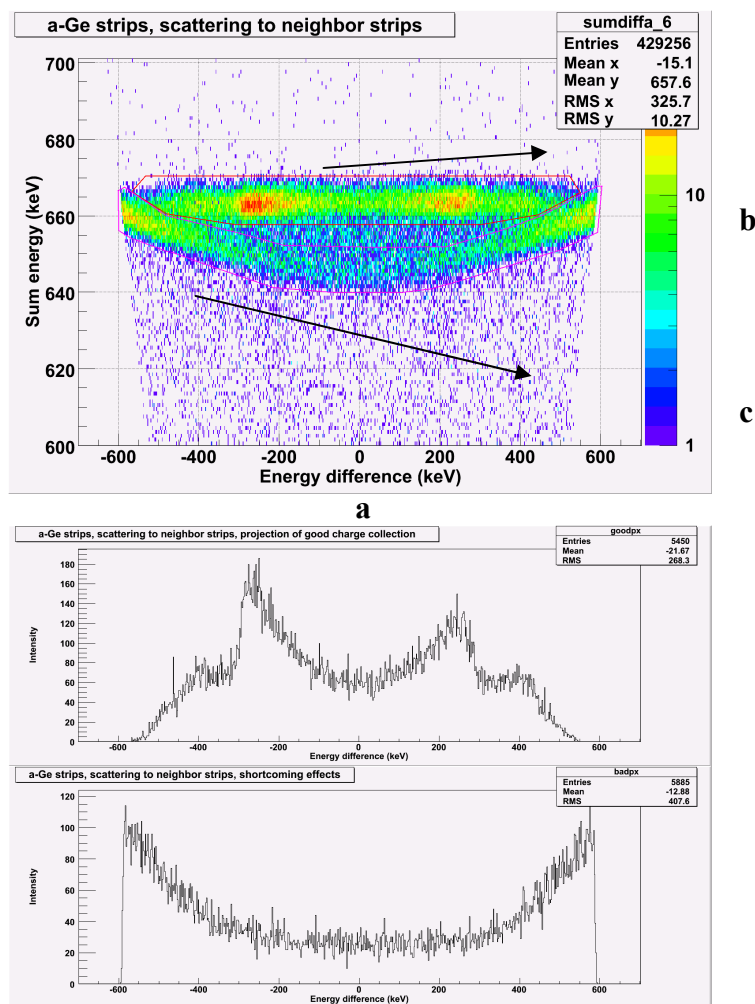 a-Ge strips, scattering to neighbor strips
sumdiffa_6
Entries 429256
Mean x -15.1
Mean y 657.6
RMS x 325.7
RMS y 10.27
Sum energy (keV)
700
680
660
640
620
600
-600 -400 -200 0 200 400 600
Energy difference (keV)
10
1
b
c
a
a-Ge strips, scattering to neighbor strips, projection of good charge collection
goodpx
Entries 5450
Mean -21.67
RMS 268.3
Intensity
180
160
140
120
100
80
60
40
20
0
-600 -400 -200 0 200 400 600
Energy difference (keV)
a-Ge strips, scattering to neighbor strips, shortcoming effects
badpx
Entries 5885
Mean -12.88
RMS 407.6
Intensity
120
100
80
60
40
20
0
-600 -400 -200 0 200 400 600
Energy difference (keV)